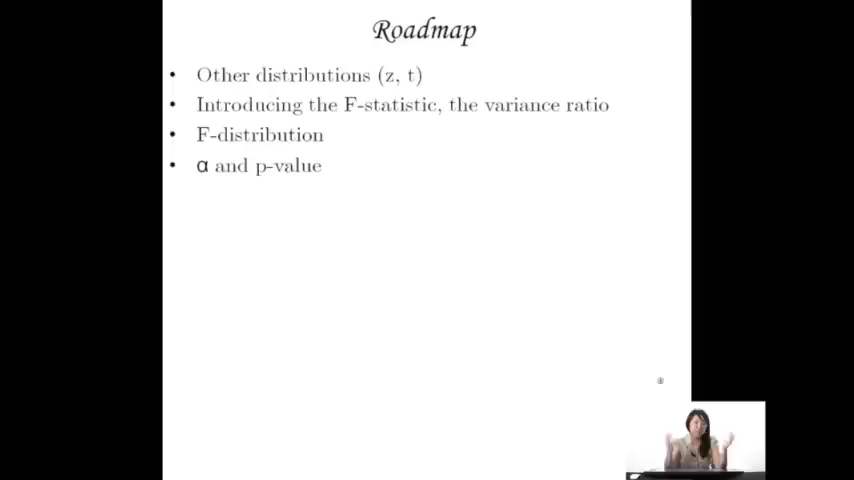 Roadmap
• Other distributions (z, t)
• Introducing the F-statistic, the variance ratio
• F-distribution
• α and p-value